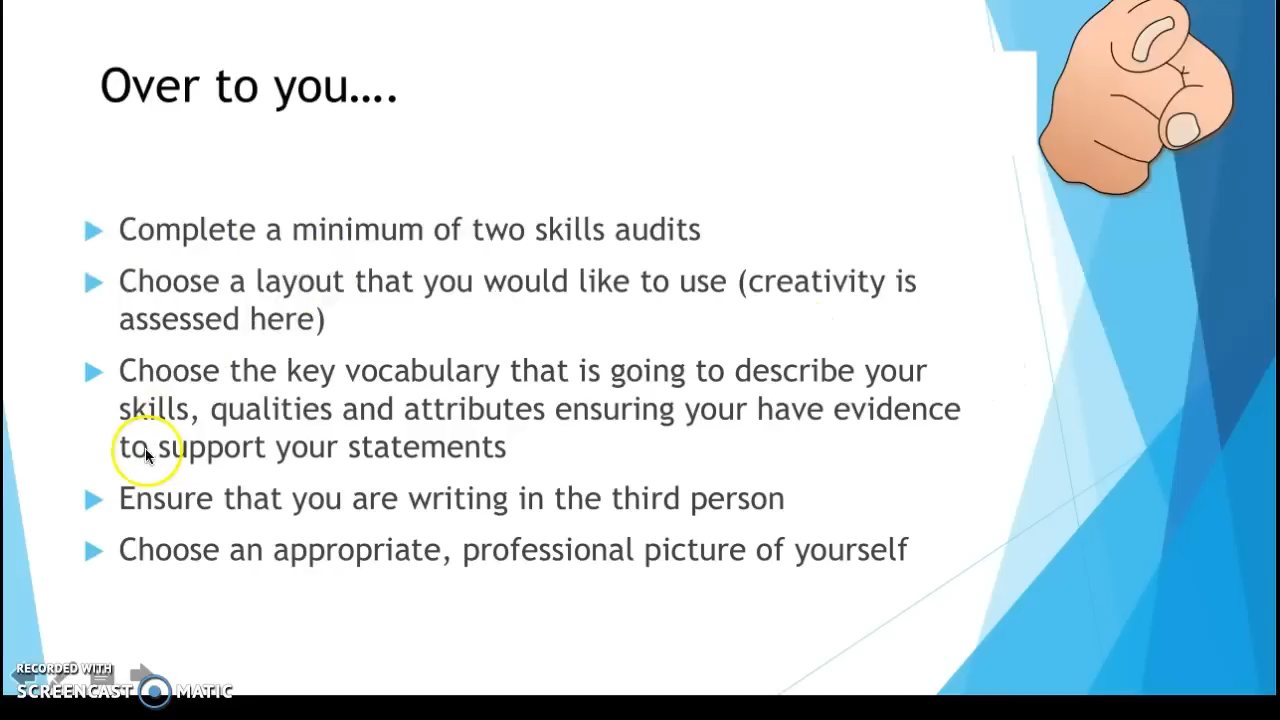 Over to you....
Complete a minimum of two skills audits
Choose a layout that you would like to use (creativity is
assessed here)
Choose the key vocabulary that is going to describe your
skills, qualities and attributes ensuring your have evidence
to support your statements
Ensure that you are writing in the third person
Choose an appropriate, professional picture of yourself
RECORDED WITH
SCREENCAST MATIC